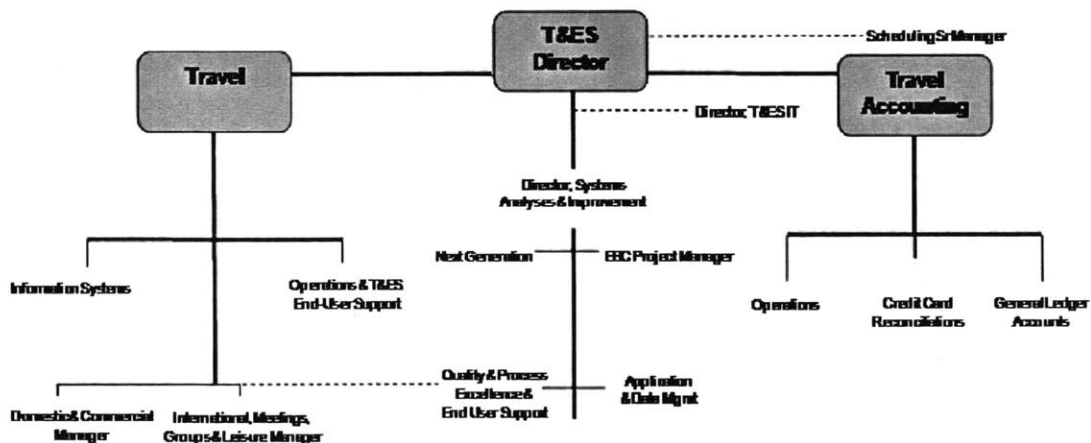 T&ES
Director
Scheduling Sr Manager
Travel
Travel
Accounting
Director, T&ES IT
Director, Systems
Analyses & Improvement
Next Generation
EBC Project Manager
Information Systems
Operations & T&ES
End-User Support
Operations
Credit Card
Reconciliations
General Ledger
Accounts
Quality & Process
Excellence &
End User Support
Application
& Data Mgmt
Domestic & Commercial
Manager
International, Meetings,
Groups & Leisure Manager